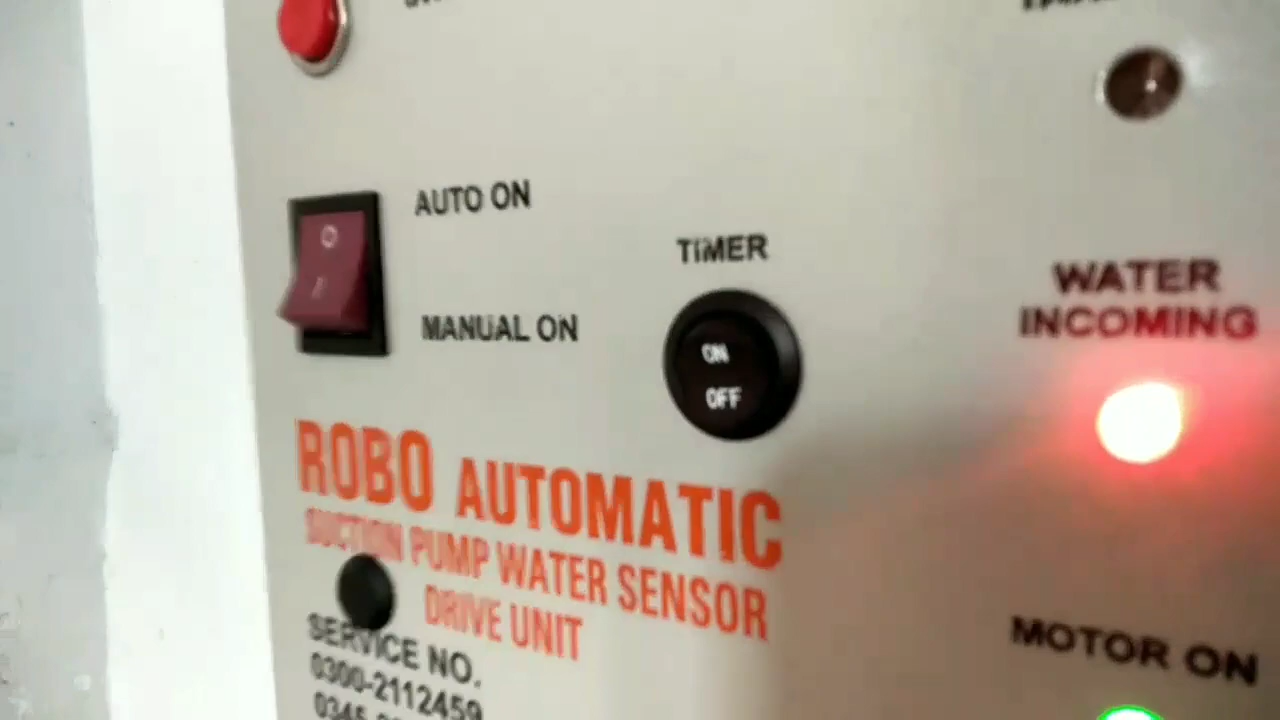 AUTO ON
MANUAL ON
TIMER
ON
OFF
WATER
INCOMING
ROBO AUTOMATIC
SUCTION PUMP WATER SENSOR
DRIVE UNIT
SERVICE NO.
0300-2112459
MOTOR ON